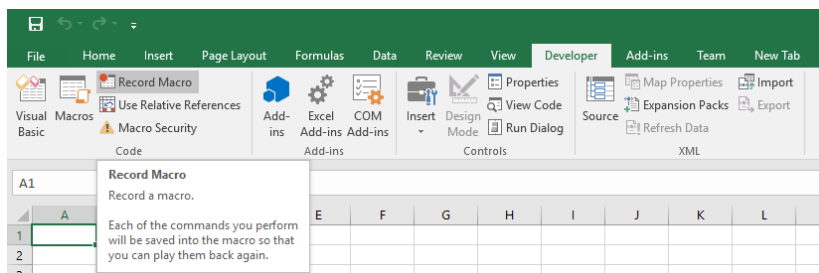 File Home Insert Page Layout Formulas Data Review View Developer Add-ins Team New Tab
Visual Basic
Macros
Record Macro
Use Relative References
Macro Security
Code
Add-ins
Excel Add-ins
COM Add-ins
Add-ins
Insert
Design Mode
Properties
View Code
Run Dialog
Controls
Source
Map Properties
Expansion Packs
Refresh Data
Import
Export
XML
A1
Record Macro
Record a macro.
Each of the commands you perform
will be saved into the macro so that
you can play them back again.
A E F G H I J K L
1
2